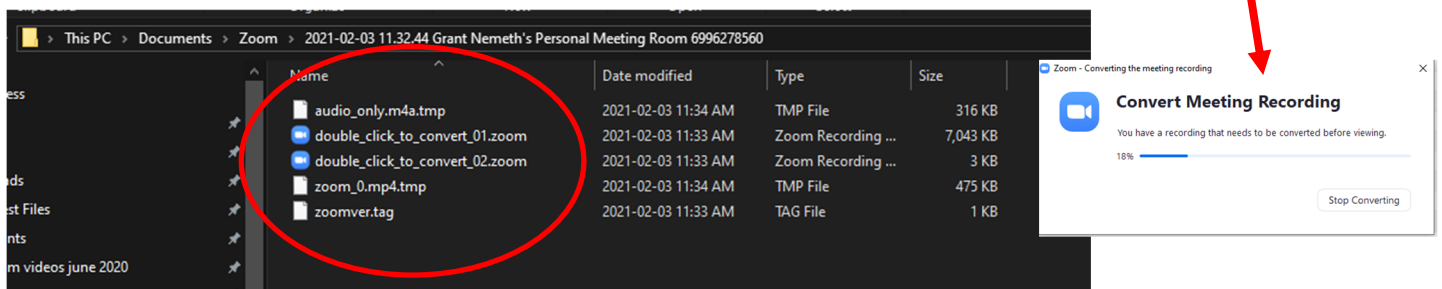 This PC > Documents > Zoom > 2021-02-03 11.32.44 Grant Nemeth's Personal Meeting Room 6996278560
Name Date modified Type Size
audio_only.m4a.tmp 2021-02-03 11:34 AM TMP File 316 KB
double_click_to_convert_01.zoom 2021-02-03 11:33 AM Zoom Recording ... 7,043 KB
double_click_to_convert_02.zoom 2021-02-03 11:33 AM Zoom Recording ... 3 KB
zoom_0.mp4.tmp 2021-02-03 11:34 AM TMP File 475 KB
zoomver.tag 2021-02-03 11:33 AM TAG File 1 KB
ess
ds
est Files
nts
m videos june 2020
Zoom - Converting the meeting recording
Convert Meeting Recording
You have a recording that needs to be converted before viewing.
18%
Stop Converting